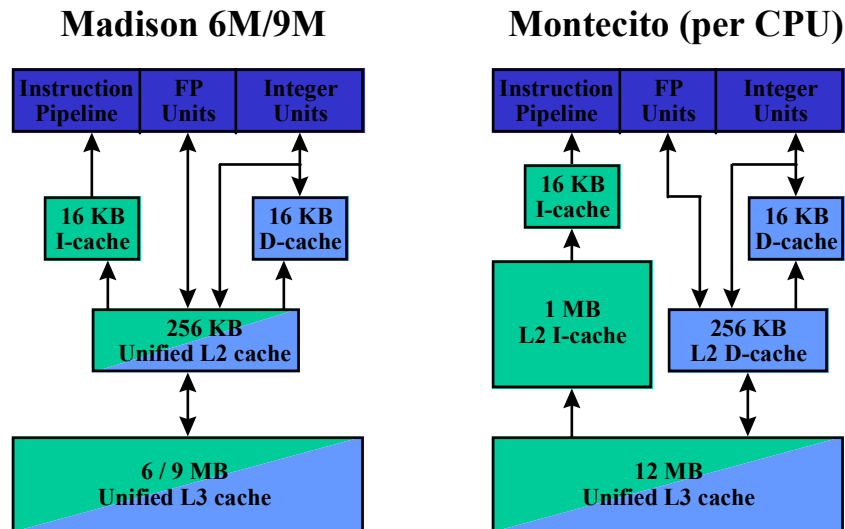 Madison 6M/9M
Instruction
Pipeline
FP
Units
Integer
Units
16 KB
I-cache
16 KB
D-cache
256 KB
Unified L2 cache
6 / 9 MB
Unified L3 cache
Montecito (per CPU)
Instruction
Pipeline
FP
Units
Integer
Units
16 KB
I-cache
16 KB
D-cache
1 MB
L2 I-cache
256 KB
L2 D-cache
12 MB
Unified L3 cache